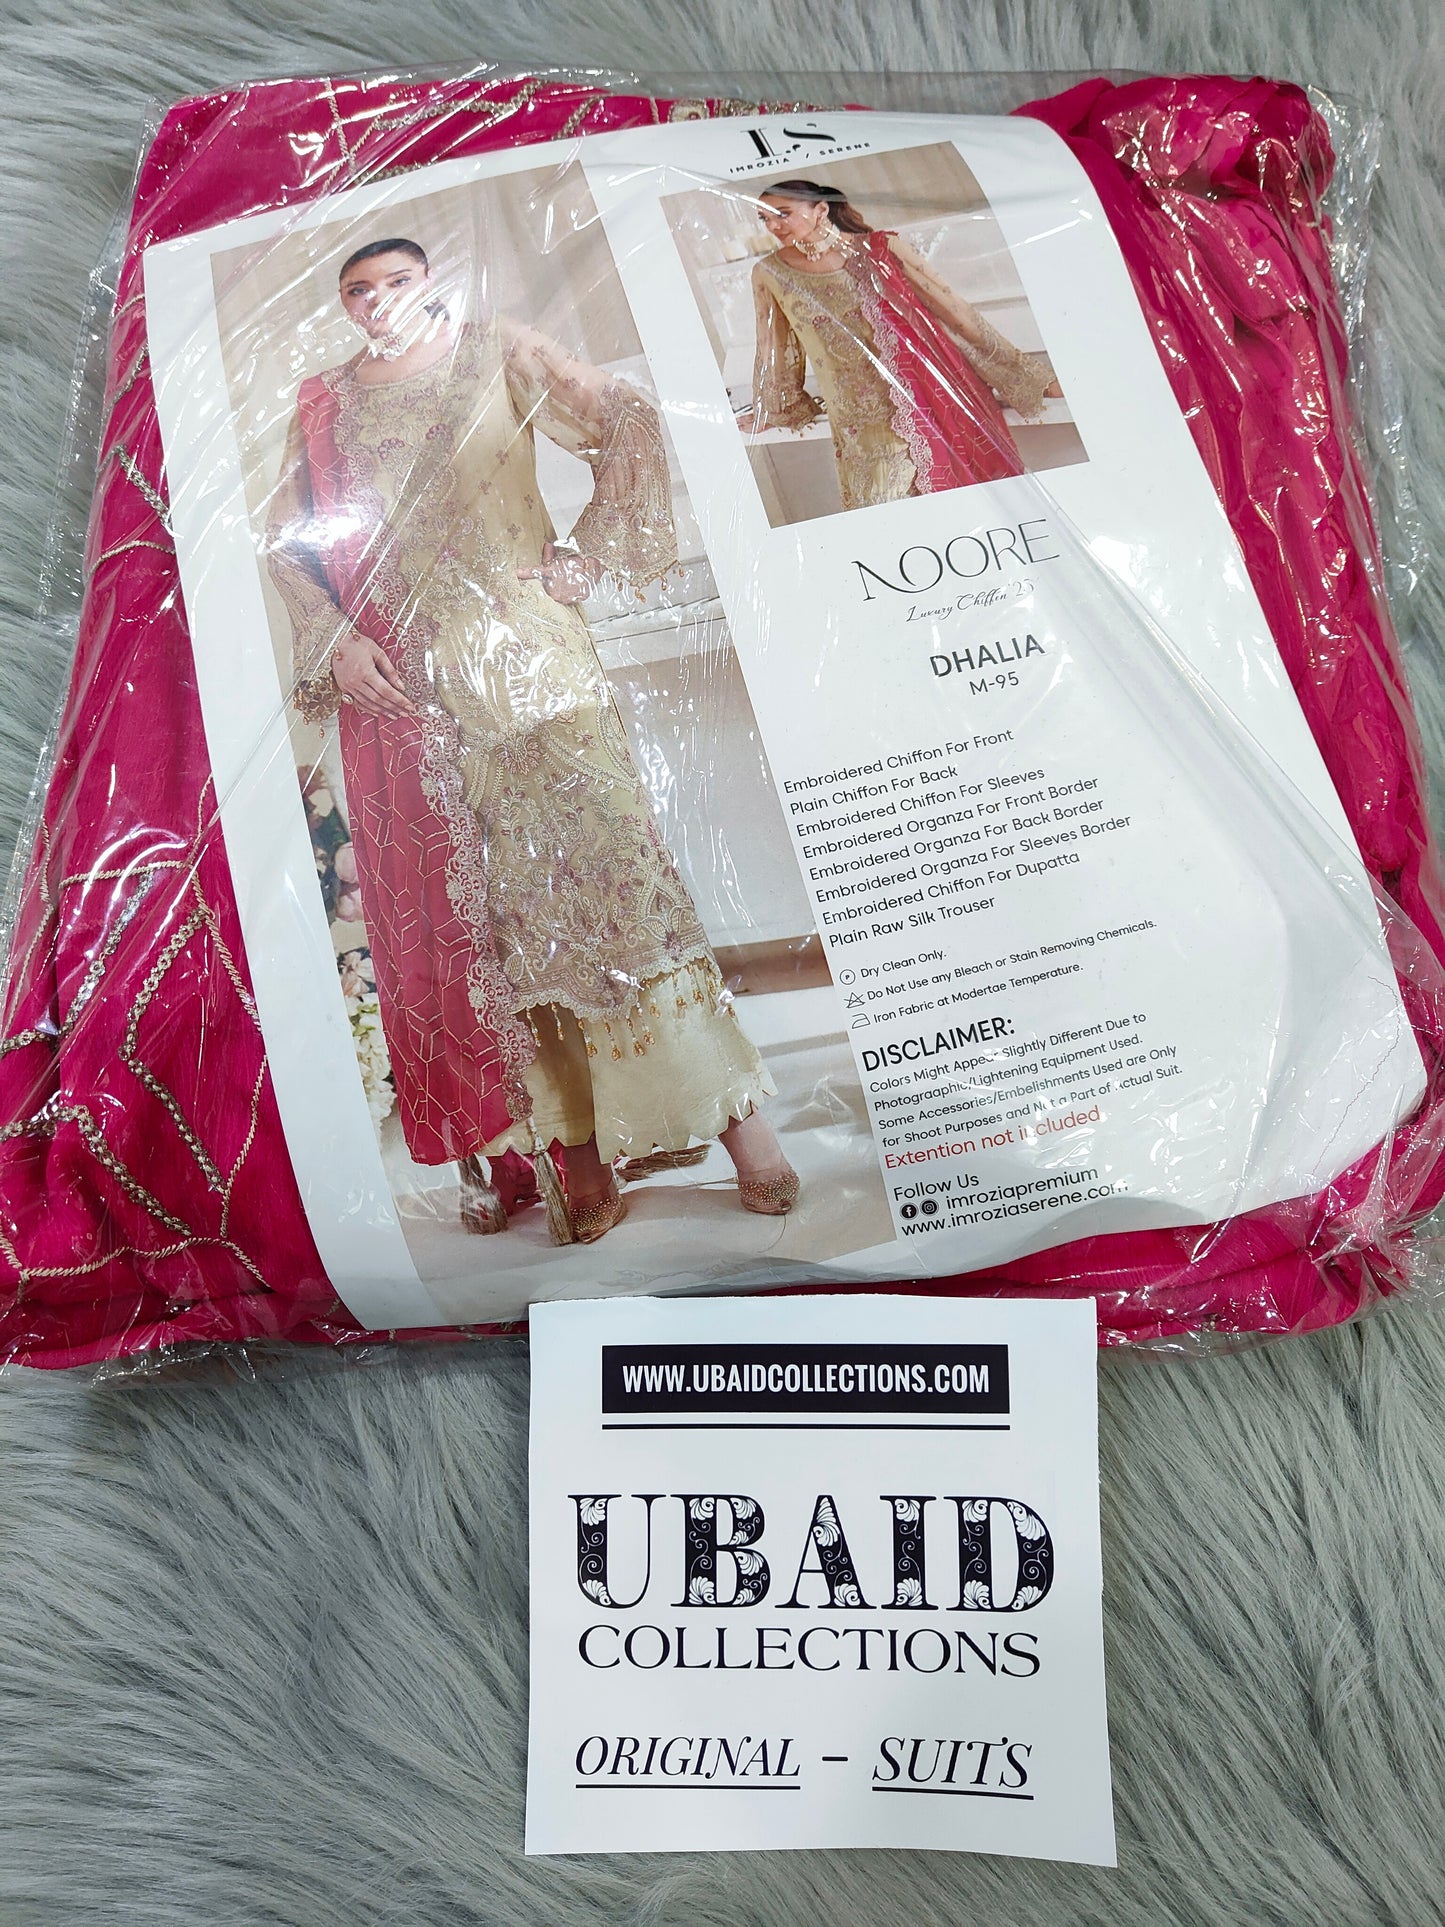 I.S
IMROZIA / SERENE
NOORE
Luxury Chiffon '25
DHALIA
M-95
Embroidered Chiffon For Front
Plain Chiffon For Back
Embroidered Chiffon For Sleeves
Embroidered Organza For Front Border
Embroidered Organza For Back Border
Embroidered Organza For Sleeves Border
Embroidered Chiffon For Dupatta
Plain Raw Silk Trouser
P Dry Clean Only.
Do Not Use any Bleach or Stain Removing Chemicals.
Iron Fabric at Modertae Temperature.
DISCLAIMER:
Colors Might Appear Slightly Different Due to
Photograaphic/Lightening Equipment Used.
Some Accessories/Embelishments Used are Only
for Shoot Purposes and Not a Part of Actual Suit.
Extention not included
Follow Us
imroziapremium
www.imroziaserene.com
WWW.UBAIDCOLLECTIONS.COM
UBAID
COLLECTIONS
ORIGINAL - SUITS